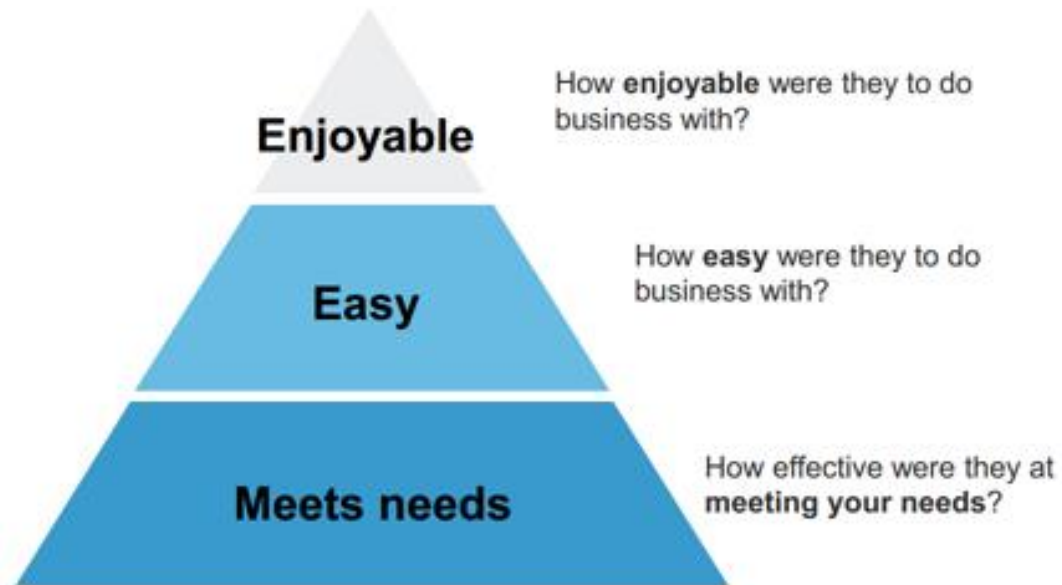 Enjoyable
How enjoyable were they to do
business with?
Easy
How easy were they to do
business with?
Meets needs
How effective were they at
meeting your needs?